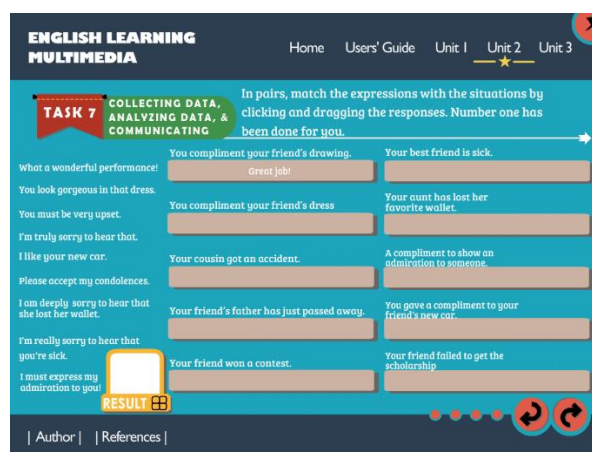 ENGLISH LEARNING
MULTIMEDIA
Home Users' Guide Unit 1 Unit 2 Unit 3
TASK 7
COLLECTING DATA,
ANALYZING DATA, &
COMMUNICATING
In pairs, match the expressions with the situations by
clicking and dragging the responses. Number one has
been done for you.
What a wonderful performance!
You look gorgeous in that dress.
You must be very upset.
I'm truly sorry to hear that.
I like your new car.
Please accept my condolences.
I am deeply sorry to hear that
she lost her wallet.
I'm really sorry to hear that
you're sick.
I must express my
admiration to you!
RESULT
You compliment your friend's drawing.
Great job!
You compliment your friend's dress
Your cousin got an accident.
Your friend's father has just passed away.
Your friend won a contest.
Your best friend is sick.
Your aunt has lost her
favorite wallet.
A compliment to show an
admiration to someone.
You gave a compliment to your
friend's new car.
Your friend failed to get the
scholarship
| Author | | References |